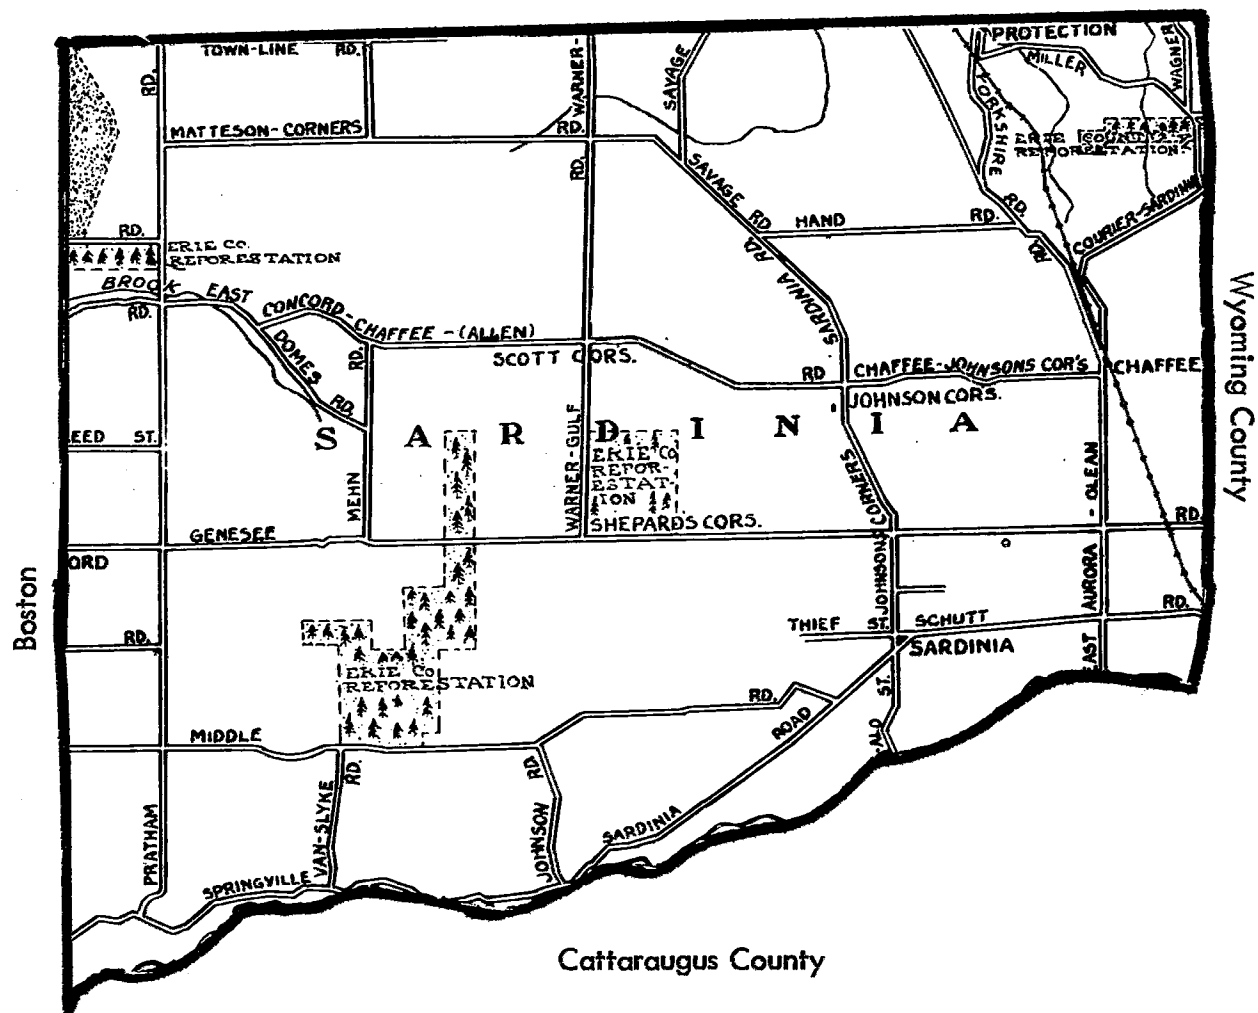 TOWN-LINE RD.
RD.
WARNER-
SAVAGE
PROTECTION
MILLER
WAGNER
YORKSHIRE
MATTESON-CORNERS
RD.
RD.
ERIE COUNTY
REFORESTATION
SAVAGE RD
RD.
HAND RD.
RD.
COURIER-SARDINIA
RD.
ERIE CO.
REFORESTATION
BROOK EAST
RD.
SARDINIA RD.
CONCORD-CHAFFEE-(ALLEN)
RD.
DOMES
RD.
SCOTT CORS.
RD
CHAFFEE-JOHNSONS COR'S
CHAFFEE
JOHNSON CORS.
SARDINIA
EED ST.
WARNER-GULF
ERIE CO
REFOR-
ESTAT-
ION
MEHN
SHEPARDS CORS.
JOHNSONS CORNERS
-OLEAN
RD.
GENESEE
ORD
AURORA
THIEF ST.
SCHUTT RD.
RD.
SARDINIA
EAST
ERIE CO
REFORESTATION
RD.
ST.
ROAD
MIDDLE
ALD
RD.
RD.
VAN-SLYKE
PRATHAM
JOHNSON
SARDINIA
SPRINGVILLE
Boston
Wyoming County
Cattaraugus County